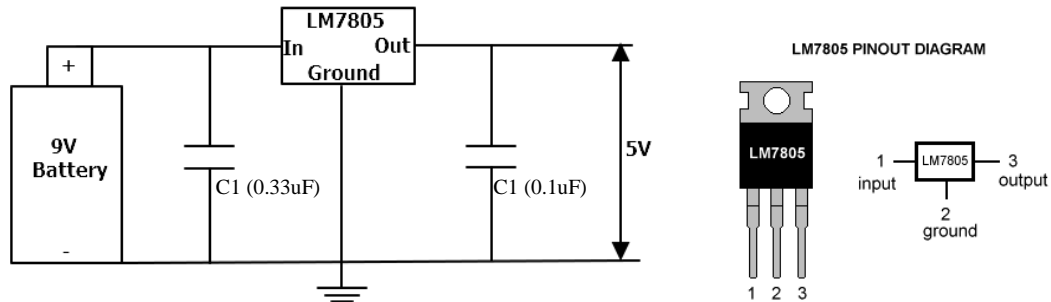 LM7805
In Out
Ground
+
9V
Battery
-
C1 (0.33uF)
C1 (0.1uF)
5V
LM7805 PINOUT DIAGRAM
LM7805
1 2 3
1
input
LM7805
3
output
2
ground